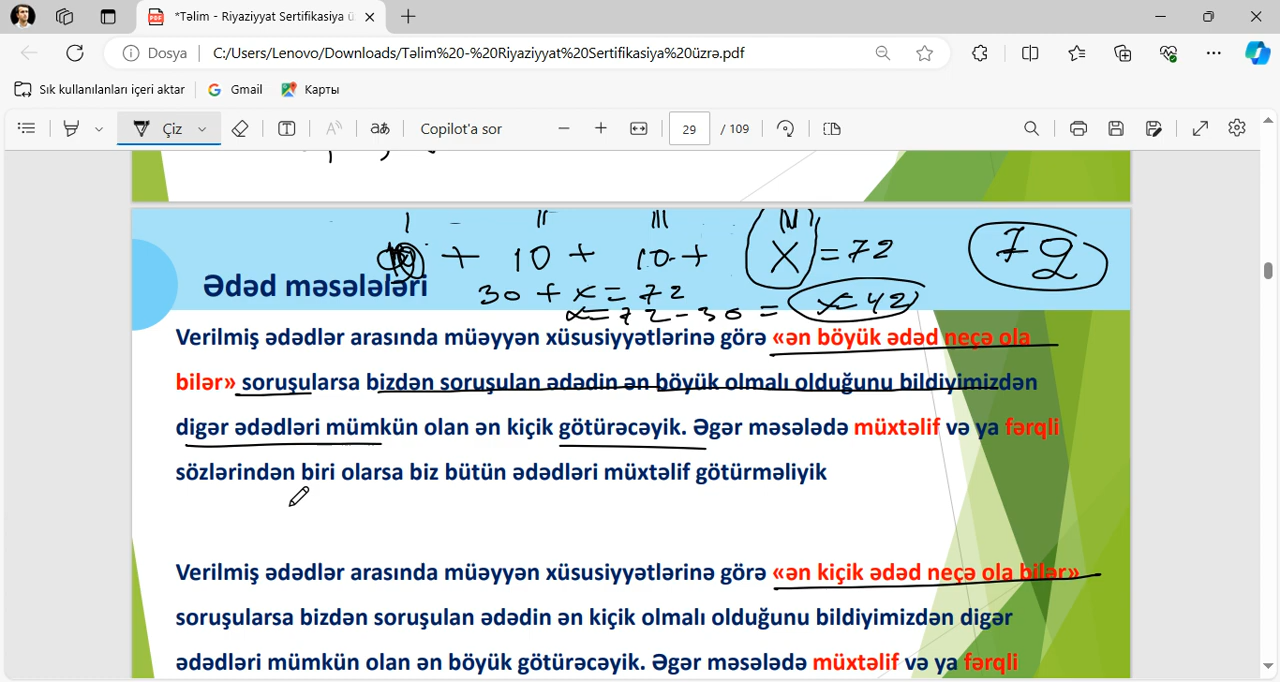 *Təlim - Riyaziyyat Sertifikasiya ü
Dosya
C:/Users/Lenovo/Downloads/Təlim%20-%20Riyaziyyat%20Sertifikasiya%20üzrə.pdf
Sık kullanılanları içeri aktar
Gmail
Карты
Çiz
Copilot'a sor
29 / 109
I II III IV
10 + 10 + X = 72
72
30 + x = 72
x = 72 - 30 = x = 42
Ədəd məsələləri
Verilmiş ədədlər arasında müəyyən xüsusiyyətlərinə görə «ən böyük ədəd neçə ola
bilər» soruşularsa bizdən soruşulan ədədin ən böyük olmalı olduğunu bildiyimizdən
digər ədədləri mümkün olan ən kiçik götürəcəyik. Əgər məsələdə müxtəlif və ya fərqli
sözlərindən biri olarsa biz bütün ədədləri müxtəlif götürməliyik
Verilmiş ədədlər arasında müəyyən xüsusiyyətlərinə görə «ən kiçik ədəd neçə ola bilər»
soruşularsa bizdən soruşulan ədədin ən kiçik olmalı olduğunu bildiyimizdən digər
ədədləri mümkün olan ən böyük götürəcəyik. Əgər məsələdə müxtəlif və ya fərqli